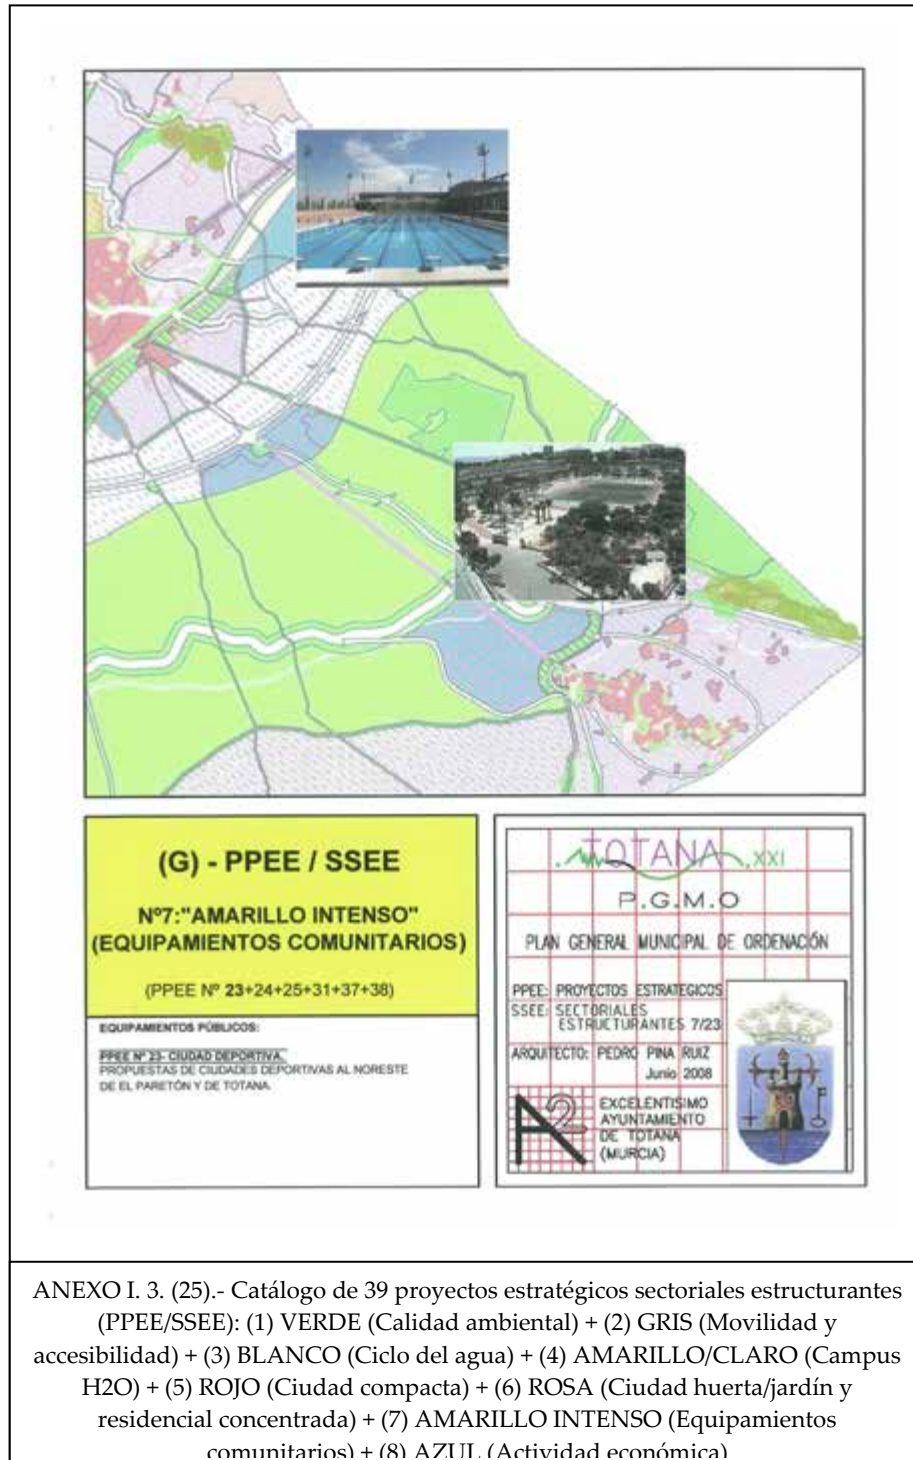 (G) - PPEE / SSEE
Nº7:"AMARILLO INTENSO"
(EQUIPAMIENTOS COMUNITARIOS)
(PPEE Nº 23+24+25+31+37+38)
EQUIPAMIENTOS PÚBLICOS:
PPEE Nº 23- CIUDAD DEPORTIVA.
PROPUESTAS DE CIUDADES DEPORTIVAS AL NORESTE
DE EL PARETÓN Y DE TOTANA.
TOTANA XXI
P.G.M.O
PLAN GENERAL MUNICIPAL DE ORDENACIÓN
PPEE: PROYECTOS ESTRATEGICOS
SSEE: SECTORIALES
ESTRUCTURANTES 7/23
ARQUITECTO: PEDRO PINA RUIZ
Junio 2008
A2
EXCELENTISIMO
AYUNTAMIENTO
DE TOTANA
(MURCIA)
ANEXO I. 3. (25).- Catálogo de 39 proyectos estratégicos sectoriales estructurantes
(PPEE/SSEE): (1) VERDE (Calidad ambiental) + (2) GRIS (Movilidad y
accesibilidad) + (3) BLANCO (Ciclo del agua) + (4) AMARILLO/CLARO (Campus
H2O) + (5) ROJO (Ciudad compacta) + (6) ROSA (Ciudad huerta/jardín y
residencial concentrada) + (7) AMARILLO INTENSO (Equipamientos
comunitarios) + (8) AZUL (Actividad económica)